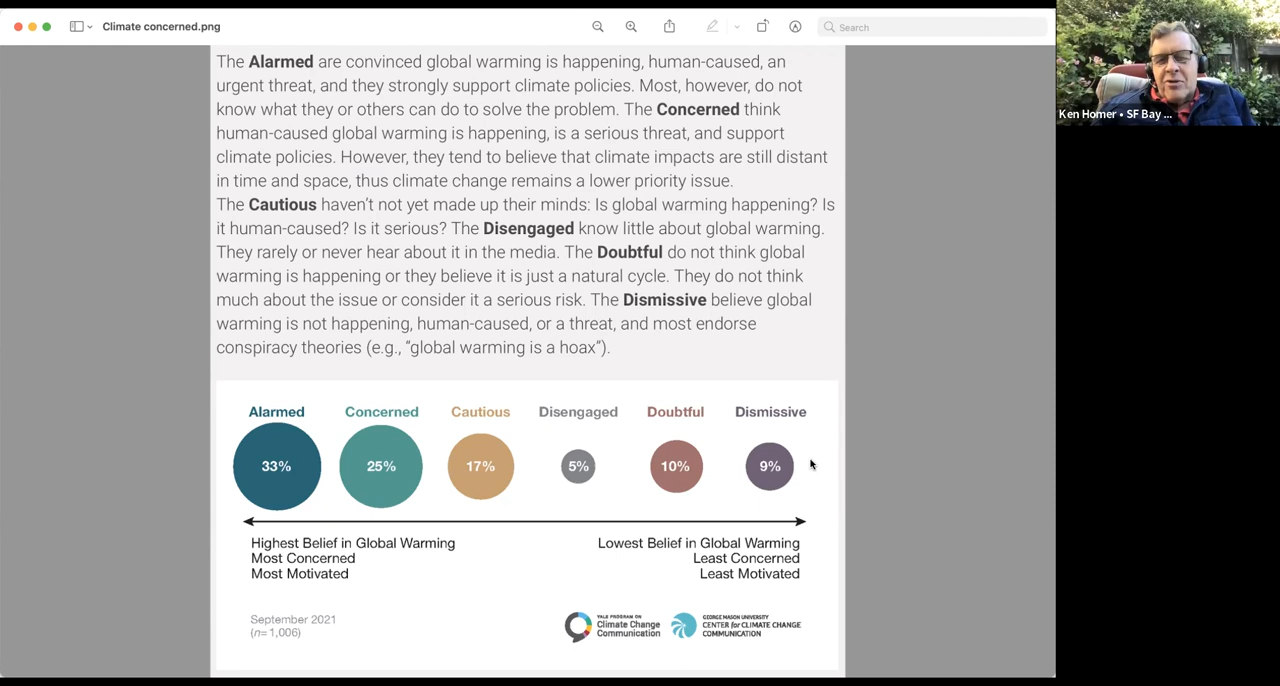 Climate concerned.png
Search
Ken Homer • SF Bay ...
The Alarmed are convinced global warming is happening, human-caused, an
urgent threat, and they strongly support climate policies. Most, however, do not
know what they or others can do to solve the problem. The Concerned think
human-caused global warming is happening, is a serious threat, and support
climate policies. However, they tend to believe that climate impacts are still distant
in time and space, thus climate change remains a lower priority issue.
The Cautious haven't not yet made up their minds: Is global warming happening? Is
it human-caused? Is it serious? The Disengaged know little about global warming.
They rarely or never hear about it in the media. The Doubtful do not think global
warming is happening or they believe it is just a natural cycle. They do not think
much about the issue or consider it a serious risk. The Dismissive believe global
warming is not happening, human-caused, or a threat, and most endorse
conspiracy theories (e.g., “global warming is a hoax”).
Alarmed Concerned Cautious Disengaged Doubtful Dismissive
33% 25% 17% 5% 10% 9%
Highest Belief in Global Warming
Most Concerned
Most Motivated
Lowest Belief in Global Warming
Least Concerned
Least Motivated
September 2021
(n=1,006)
YALE PROGRAM ON
Climate Change
Communication
GEORGE MASON UNIVERSITY
CENTER for CLIMATE CHANGE
COMMUNICATION